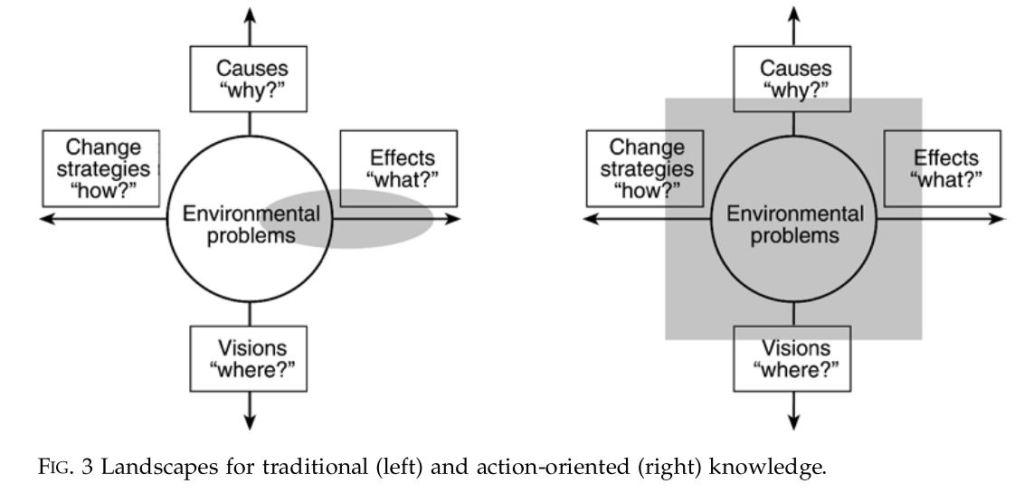 Causes
“why?”
Change
strategies
“how?”
Effects
“what?”
Environmental
problems
Visions
“where?”
Causes
“why?”
Change
strategies
“how?”
Effects
“what?”
Environmental
problems
Visions
“where?”
FIG. 3 Landscapes for traditional (left) and action-oriented (right) knowledge.